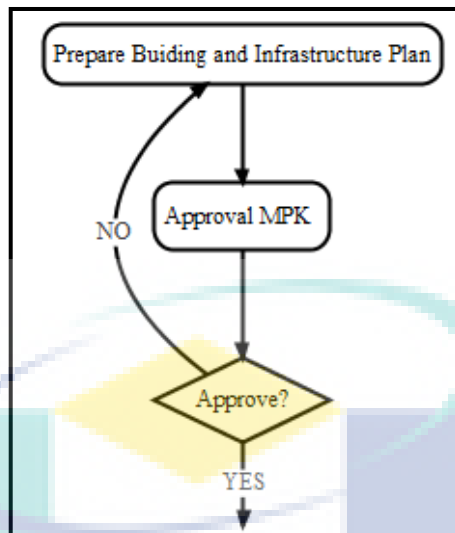 Prepare Buiding and Infrastructure Plan
Approval MPK
NO
Approve?
YES